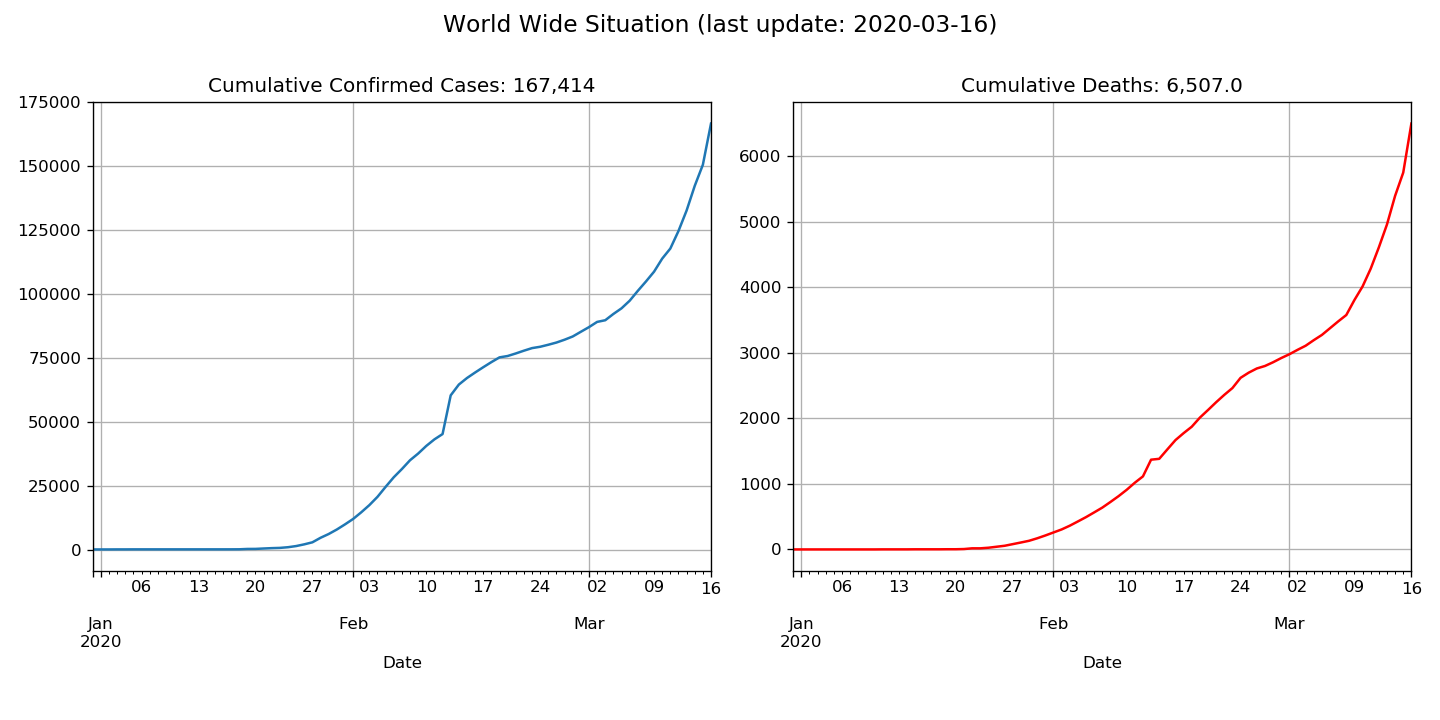 World Wide Situation (last update: 2020-03-16)
Cumulative Confirmed Cases: 167,414
175000
150000
125000
100000
75000
50000
25000
0
06 13 20 27 03 10 17 24 02 09 16
Jan Feb Mar
2020
Date
Cumulative Deaths: 6,507.0
6000
5000
4000
3000
2000
1000
0
06 13 20 27 03 10 17 24 02 09 16
Jan Feb Mar
2020
Date